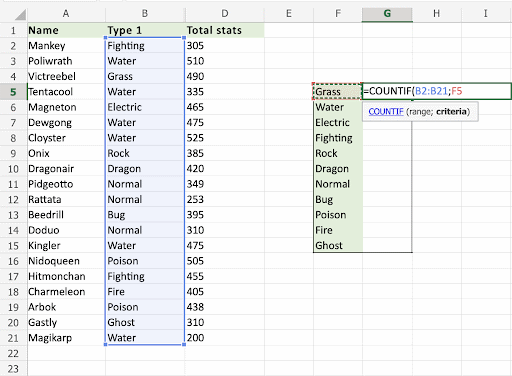 A B D E F G H I
1 Name Type 1 Total stats
2 Mankey Fighting 305
3 Poliwrath Water 510
4 Victreebel Grass 490
5 Tentacool Water 335 Grass =COUNTIF(B2:B21;F5
6 Magneton Electric 465 Water COUNTIF (range; criteria)
7 Dewgong Water 475 Electric
8 Cloyster Water 525 Fighting
9 Onix Rock 385 Rock
10 Dragonair Dragon 420 Dragon
11 Pidgeotto Normal 349 Normal
12 Rattata Normal 253 Bug
13 Beedrill Bug 395 Poison
14 Doduo Normal 310 Fire
15 Kingler Water 475 Ghost
16 Nidoqueen Poison 505
17 Hitmonchan Fighting 455
18 Charmeleon Fire 405
19 Arbok Poison 438
20 Gastly Ghost 310
21 Magikarp Water 200
22
23